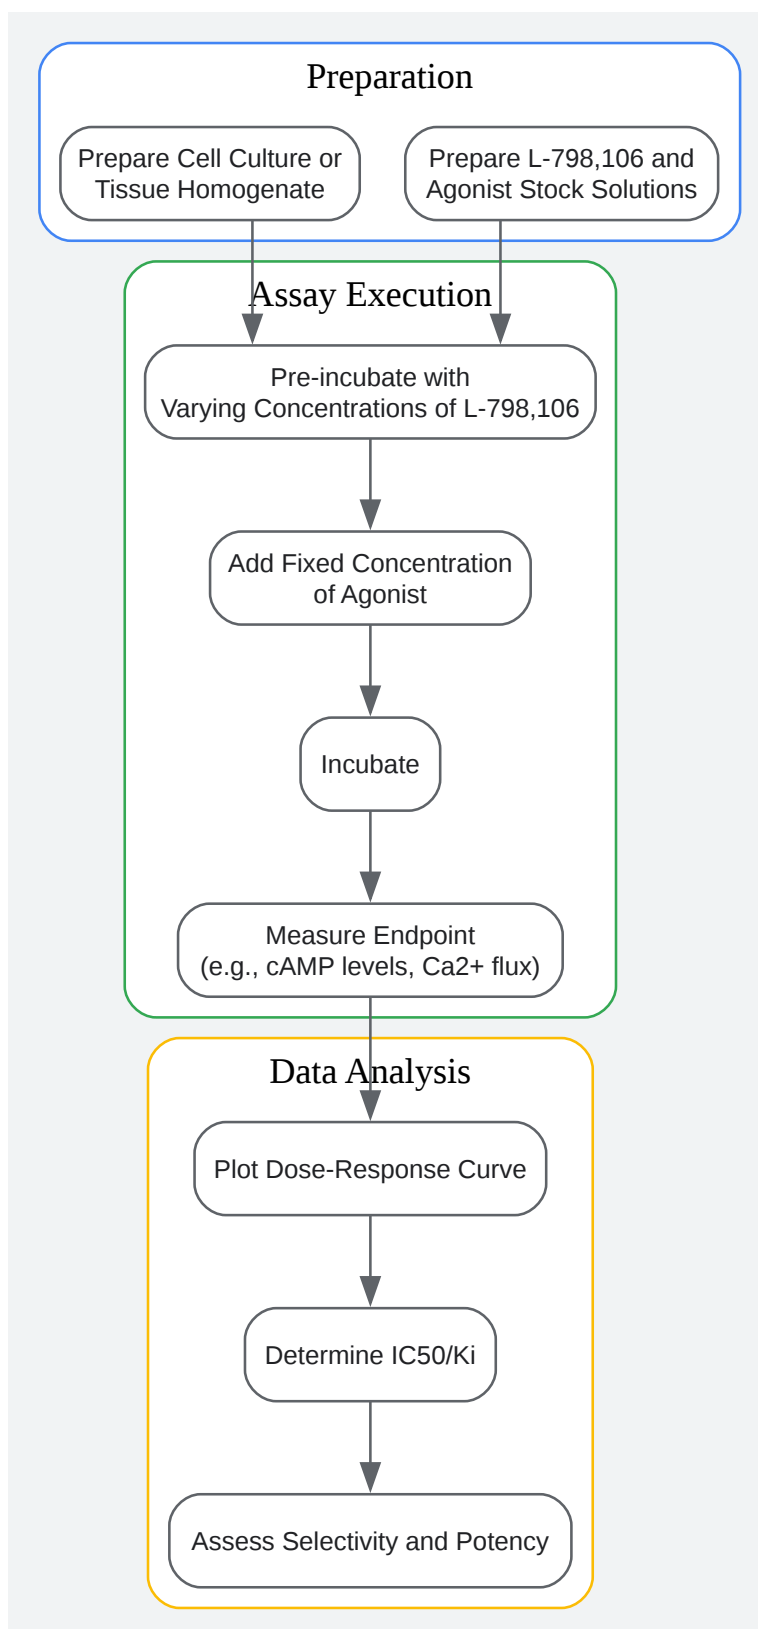 Preparation
Prepare Cell Culture or
Tissue Homogenate
Prepare L-798,106 and
Agonist Stock Solutions
Assay Execution
Pre-incubate with
Varying Concentrations of L-798,106
Add Fixed Concentration
of Agonist
Incubate
Measure Endpoint
(e.g., cAMP levels, Ca2+ flux)
Data Analysis
Plot Dose-Response Curve
Determine IC50/Ki
Assess Selectivity and Potency